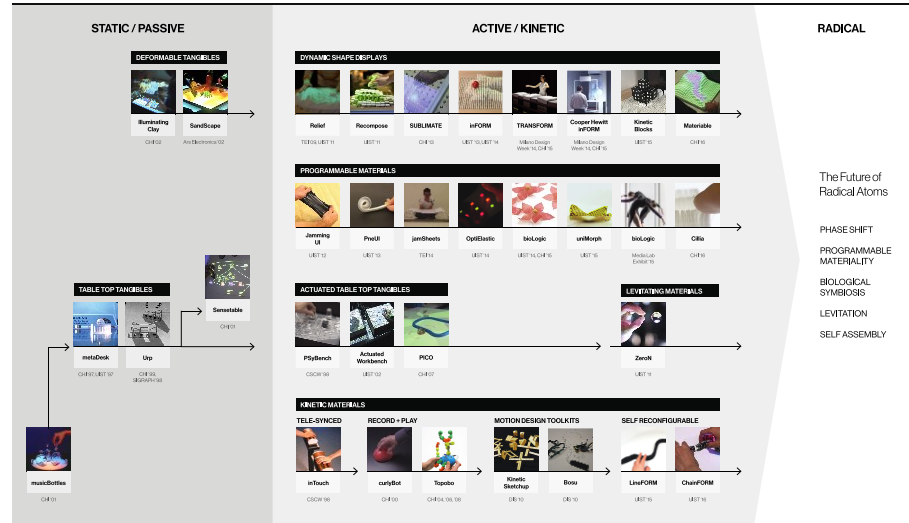 STATIC / PASSIVE
ACTIVE / KINETIC
RADICAL
DEFORMABLE TANGIBLES
Illuminating
Clay
CHI'02
SandScape
Ars Electronica'02
DYNAMIC SHAPE DISPLAYS
Relief
TEI'09, UIST'11
Recompose
UIST'11
SUBLIMATE
CHI'13
inFORM
UIST'13, UIST'14
TRANSFORM
Milano Design
Week'14, CHI'15
Cooper Hewitt
inFORM
Milano Design
Week'14, CHI'15
Kinetic
Blocks
UIST'15
Materiable
CHI'16
PROGRAMMABLE MATERIALS
Jamming
UI
UIST'12
PneUI
UIST'13
jamSheets
TEI'14
OptiElastic
UIST'14
bioLogic
UIST'14, CHI'15
uniMorph
UIST'15
bioLogic
Media Lab
Exhibit'15
Cillia
CHI'16
The Future of
Radical Atoms
PHASE SHIFT
PROGRAMMABLE
MATERIALITY
BIOLOGICAL
SYMBIOSIS
LEVITATION
SELF ASSEMBLY
TABLE TOP TANGIBLES
metaDesk
CHI'97, UIST'97
Urp
CHI'99,
SIGRAPH'98
Sensetable
CHI'01
ACTUATED TABLE TOP TANGIBLES
PSyBench
CSCW'98
Actuated
Workbench
UIST'02
PICO
CHI'07
LEVITATING MATERIALS
ZeroN
UIST'11
musicBottles
CHI'01
KINETIC MATERIALS
TELE-SYNCED
inTouch
CSCW'98
RECORD + PLAY
curlyBot
CHI'00
Topobo
CHI'04, '06, '08
MOTION DESIGN TOOLKITS
Kinetic
Sketchup
DIS'10
Bosu
DIS'10
SELF RECONFIGURABLE
LineFORM
UIST'15
ChainFORM
UIST'16